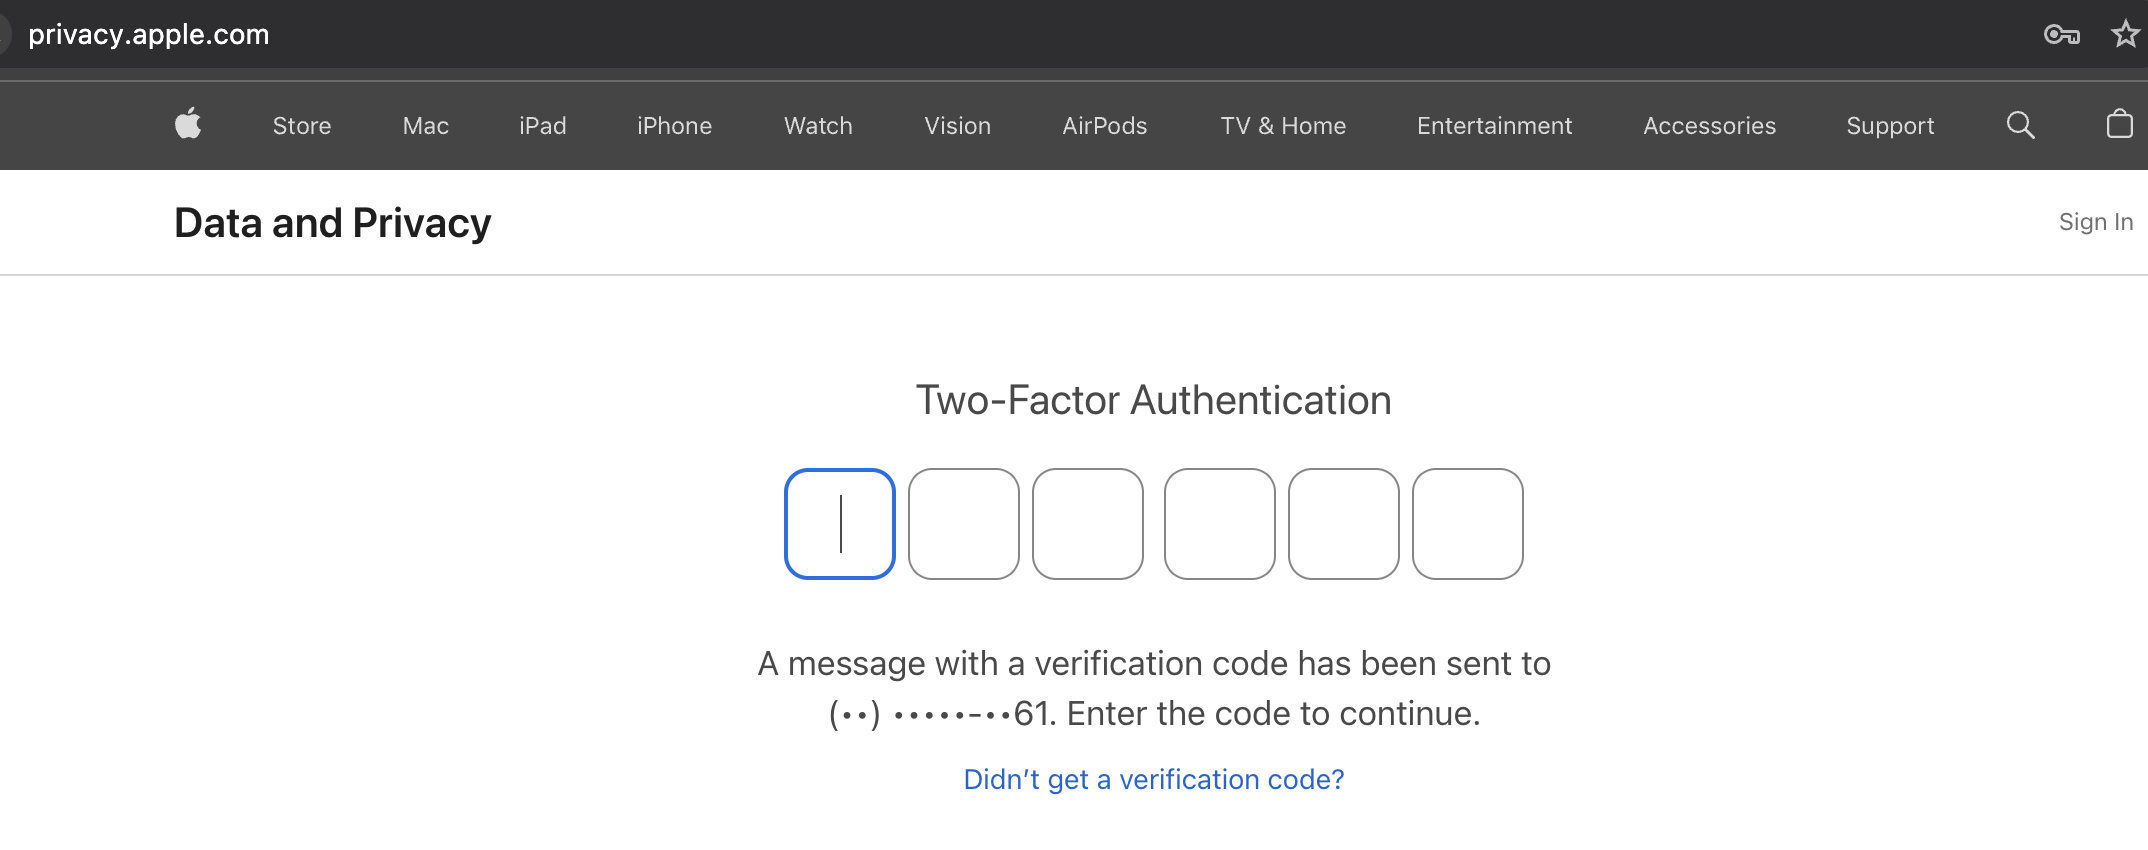 privacy.apple.com
Store Mac iPad iPhone Watch Vision AirPods TV & Home Entertainment Accessories Support
Data and Privacy
Sign In
Two-Factor Authentication
A message with a verification code has been sent to
(••) •••••-••61. Enter the code to continue.
Didn’t get a verification code?